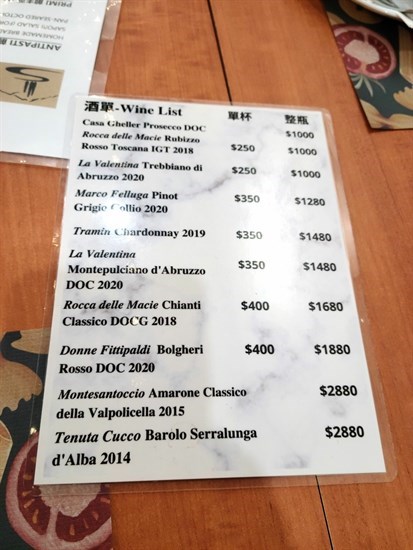 酒單-Wine List 單杯 整瓶
Casa Gheller Prosecco DOC $1000
Rocca delle Macie Rubizzo
Rosso Toscana IGT 2018 $250 $1000
La Valentina Trebbiano di
Abruzzo 2020 $250 $1000
Marco Felluga Pinot
Grigio Collio 2020 $350 $1280
Tramin Chardonnay 2019 $350 $1480
La Valentina
Montepulciano d'Abruzzo $350 $1480
DOC 2020
Rocca delle Macie Chianti $400 $1680
Classico DOCG 2018
Donne Fittipaldi Bolgheri $400 $1880
Rosso DOC 2020
Montesantoccio Amarone Classico $2880
della Valpolicella 2015
Tenuta Cucco Barolo Serralunga $2880
d'Alba 2014
ANTIPASTI
HOMEMADE BREAD
PRIMI